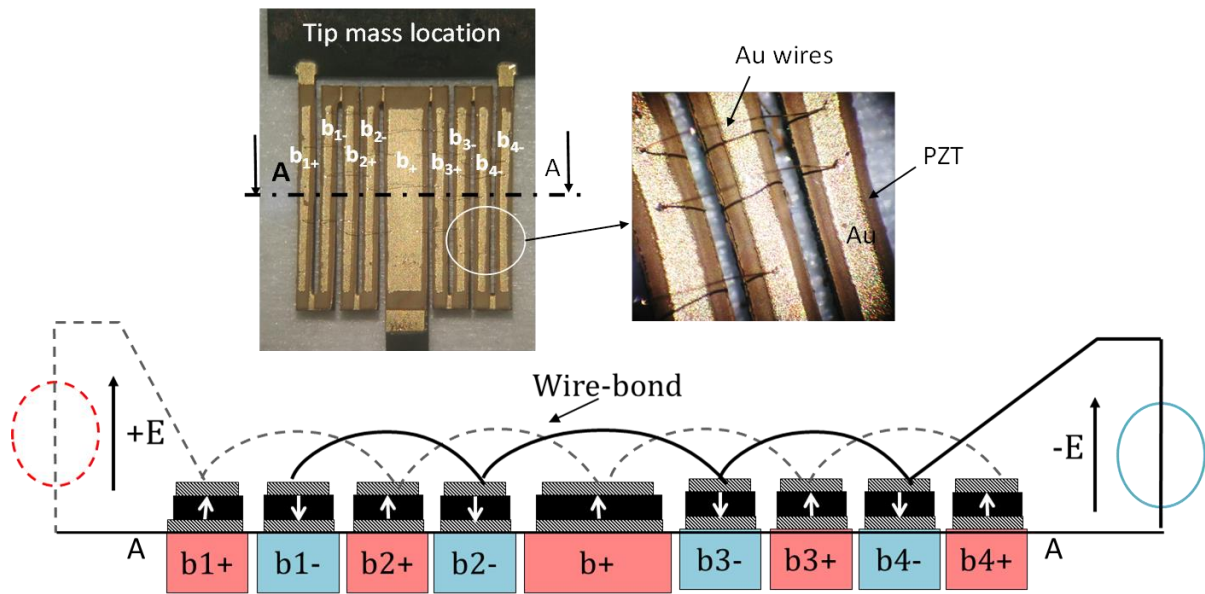 Tip mass location
Au wires
PZT
Au
b1+
b1-
b2+
b2-
b+
b3+
b3-
b4-
b4-
A
A
Wire-bond
+E
-E
A
b1+ b1- b2+ b2- b+ b3- b3+ b4- b4+
A